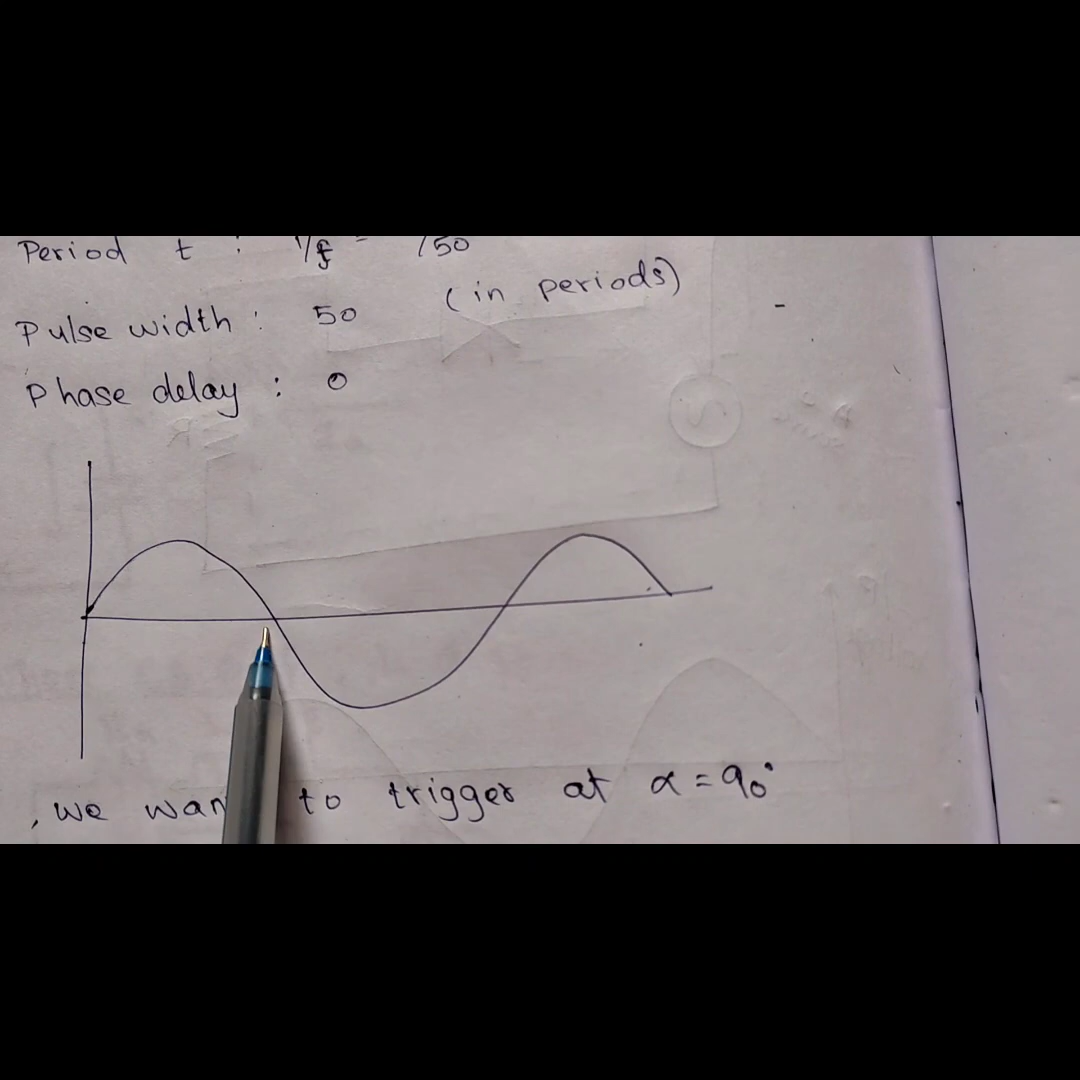 Period t : 1/f = 1/50
Pulse width : 50 (in periods)
Phase delay : 0
, we wan to trigger at α = 90°